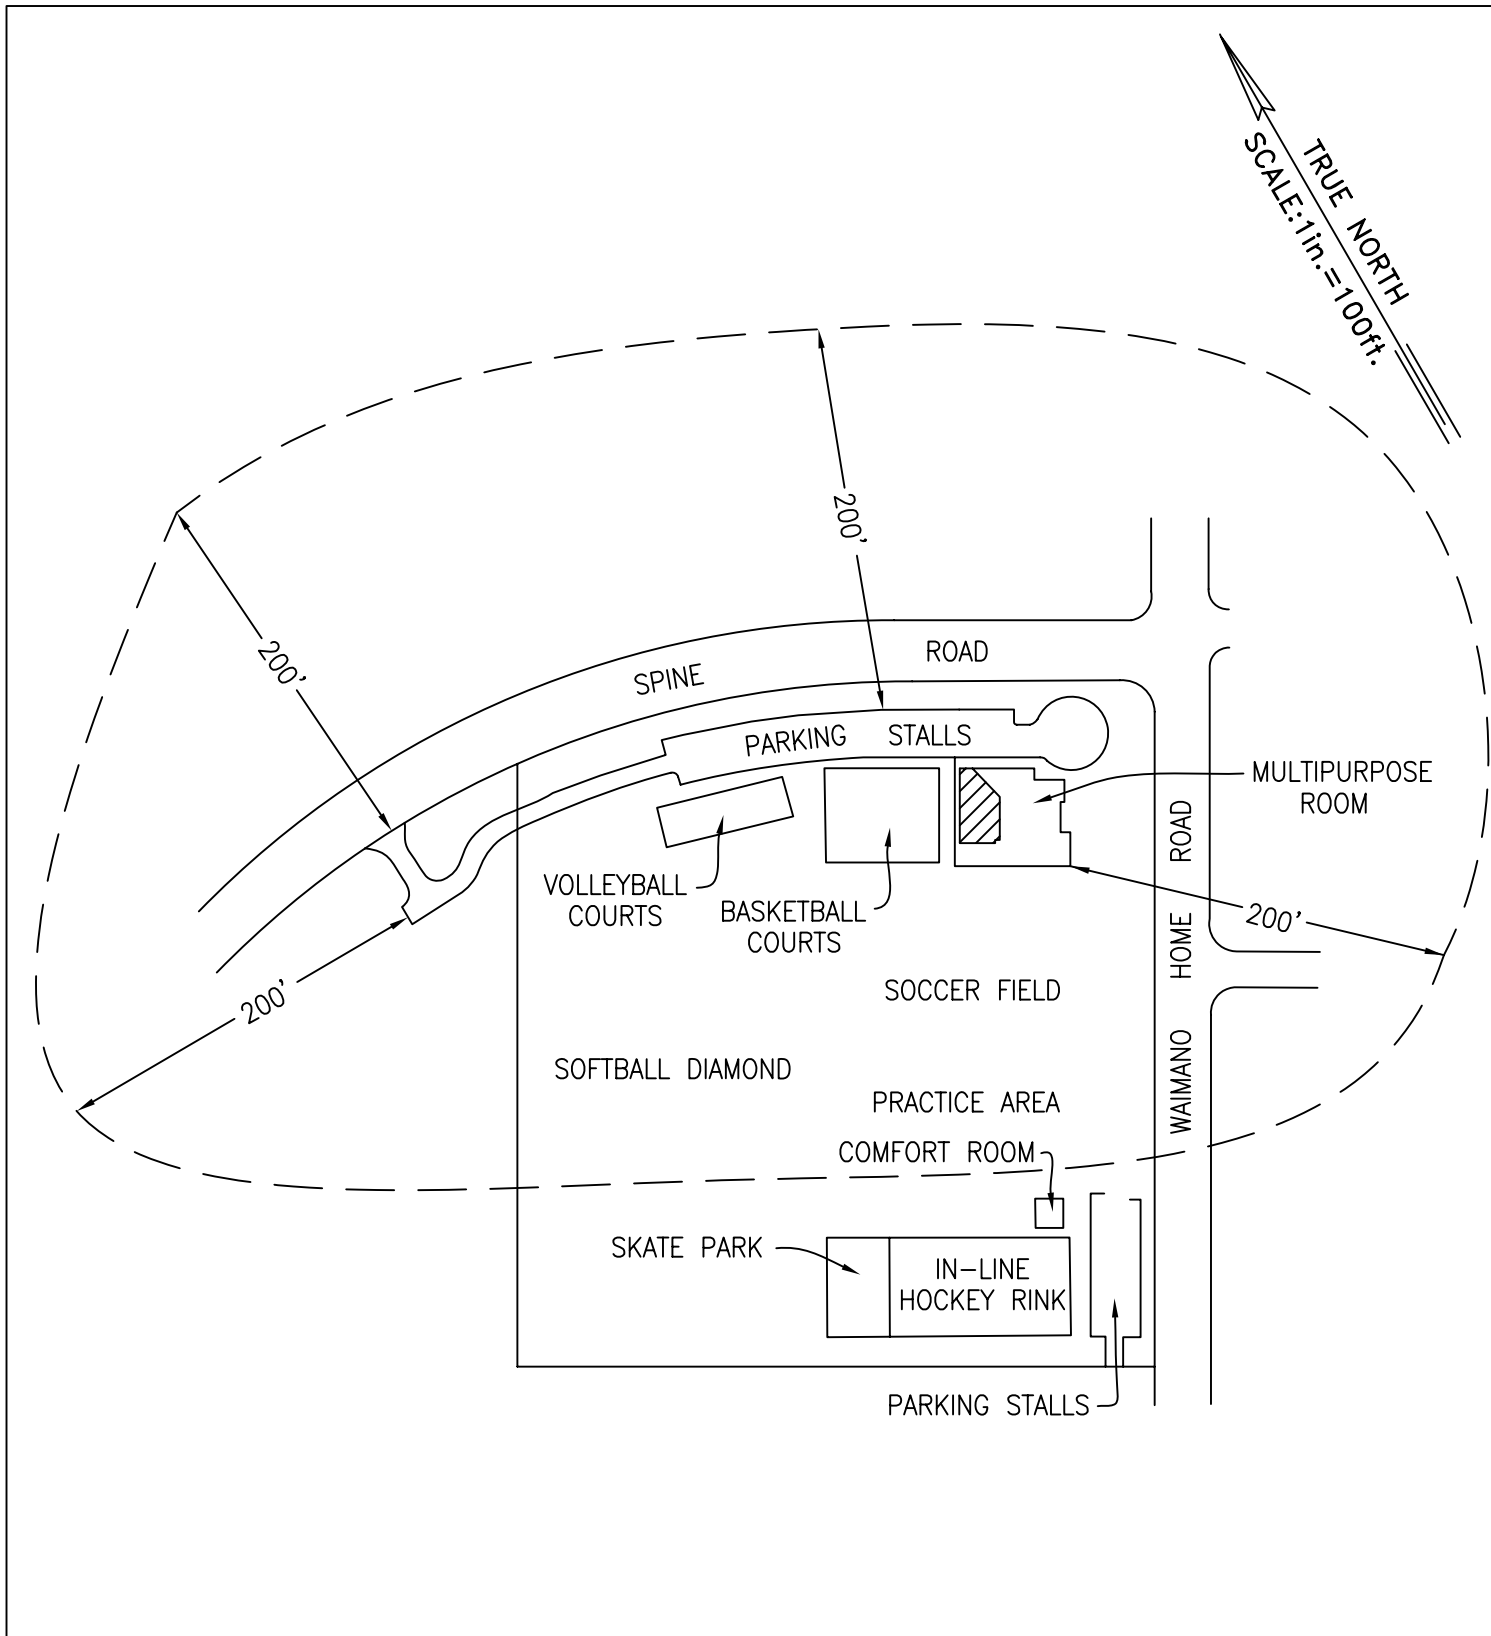 TRUE NORTH
SCALE:1in.=100ft.
200'
200'
ROAD
SPINE
PARKING STALLS
MULTIPURPOSE
ROOM
VOLLEYBALL
COURTS
BASKETBALL
COURTS
200'
200'
WAIMANO HOME ROAD
SOCCER FIELD
SOFTBALL DIAMOND
PRACTICE AREA
COMFORT ROOM
SKATE PARK
IN-LINE
HOCKEY RINK
PARKING STALLS